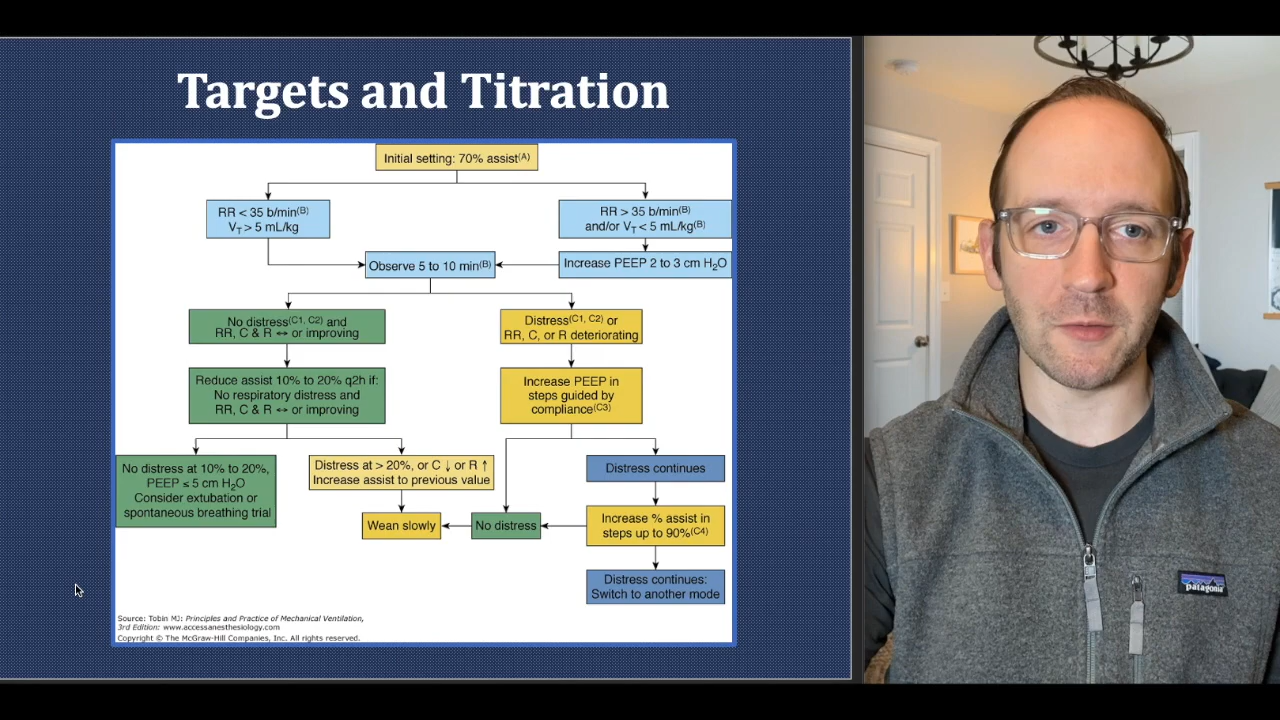 Targets and Titration
Initial setting: 70% assist(A)
RR < 35 b/min(B)
VT > 5 mL/kg
RR > 35 b/min(B)
and/or VT < 5 mL/kg(B)
Observe 5 to 10 min(B)
Increase PEEP 2 to 3 cm H2O
No distress(C1, C2) and
RR, C & R ↔ or improving
Distress(C1, C2) or
RR, C, or R deteriorating
Reduce assist 10% to 20% q2h if:
No respiratory distress and
RR, C & R ↔ or improving
Increase PEEP in
steps guided by
compliance(C3)
No distress at 10% to 20%,
PEEP ≤ 5 cm H2O
Consider extubation or
spontaneous breathing trial
Distress at > 20%, or C ↓ or R ↑
Increase assist to previous value
Distress continues
Wean slowly
No distress
Increase % assist in
steps up to 90%(C4)
Distress continues:
Switch to another mode
Source: Tobin MJ: Principles and Practice of Mechanical Ventilation,
3rd Edition: www.accessanesthesiology.com
Copyright © The McGraw-Hill Companies, Inc. All rights reserved.
patagonia